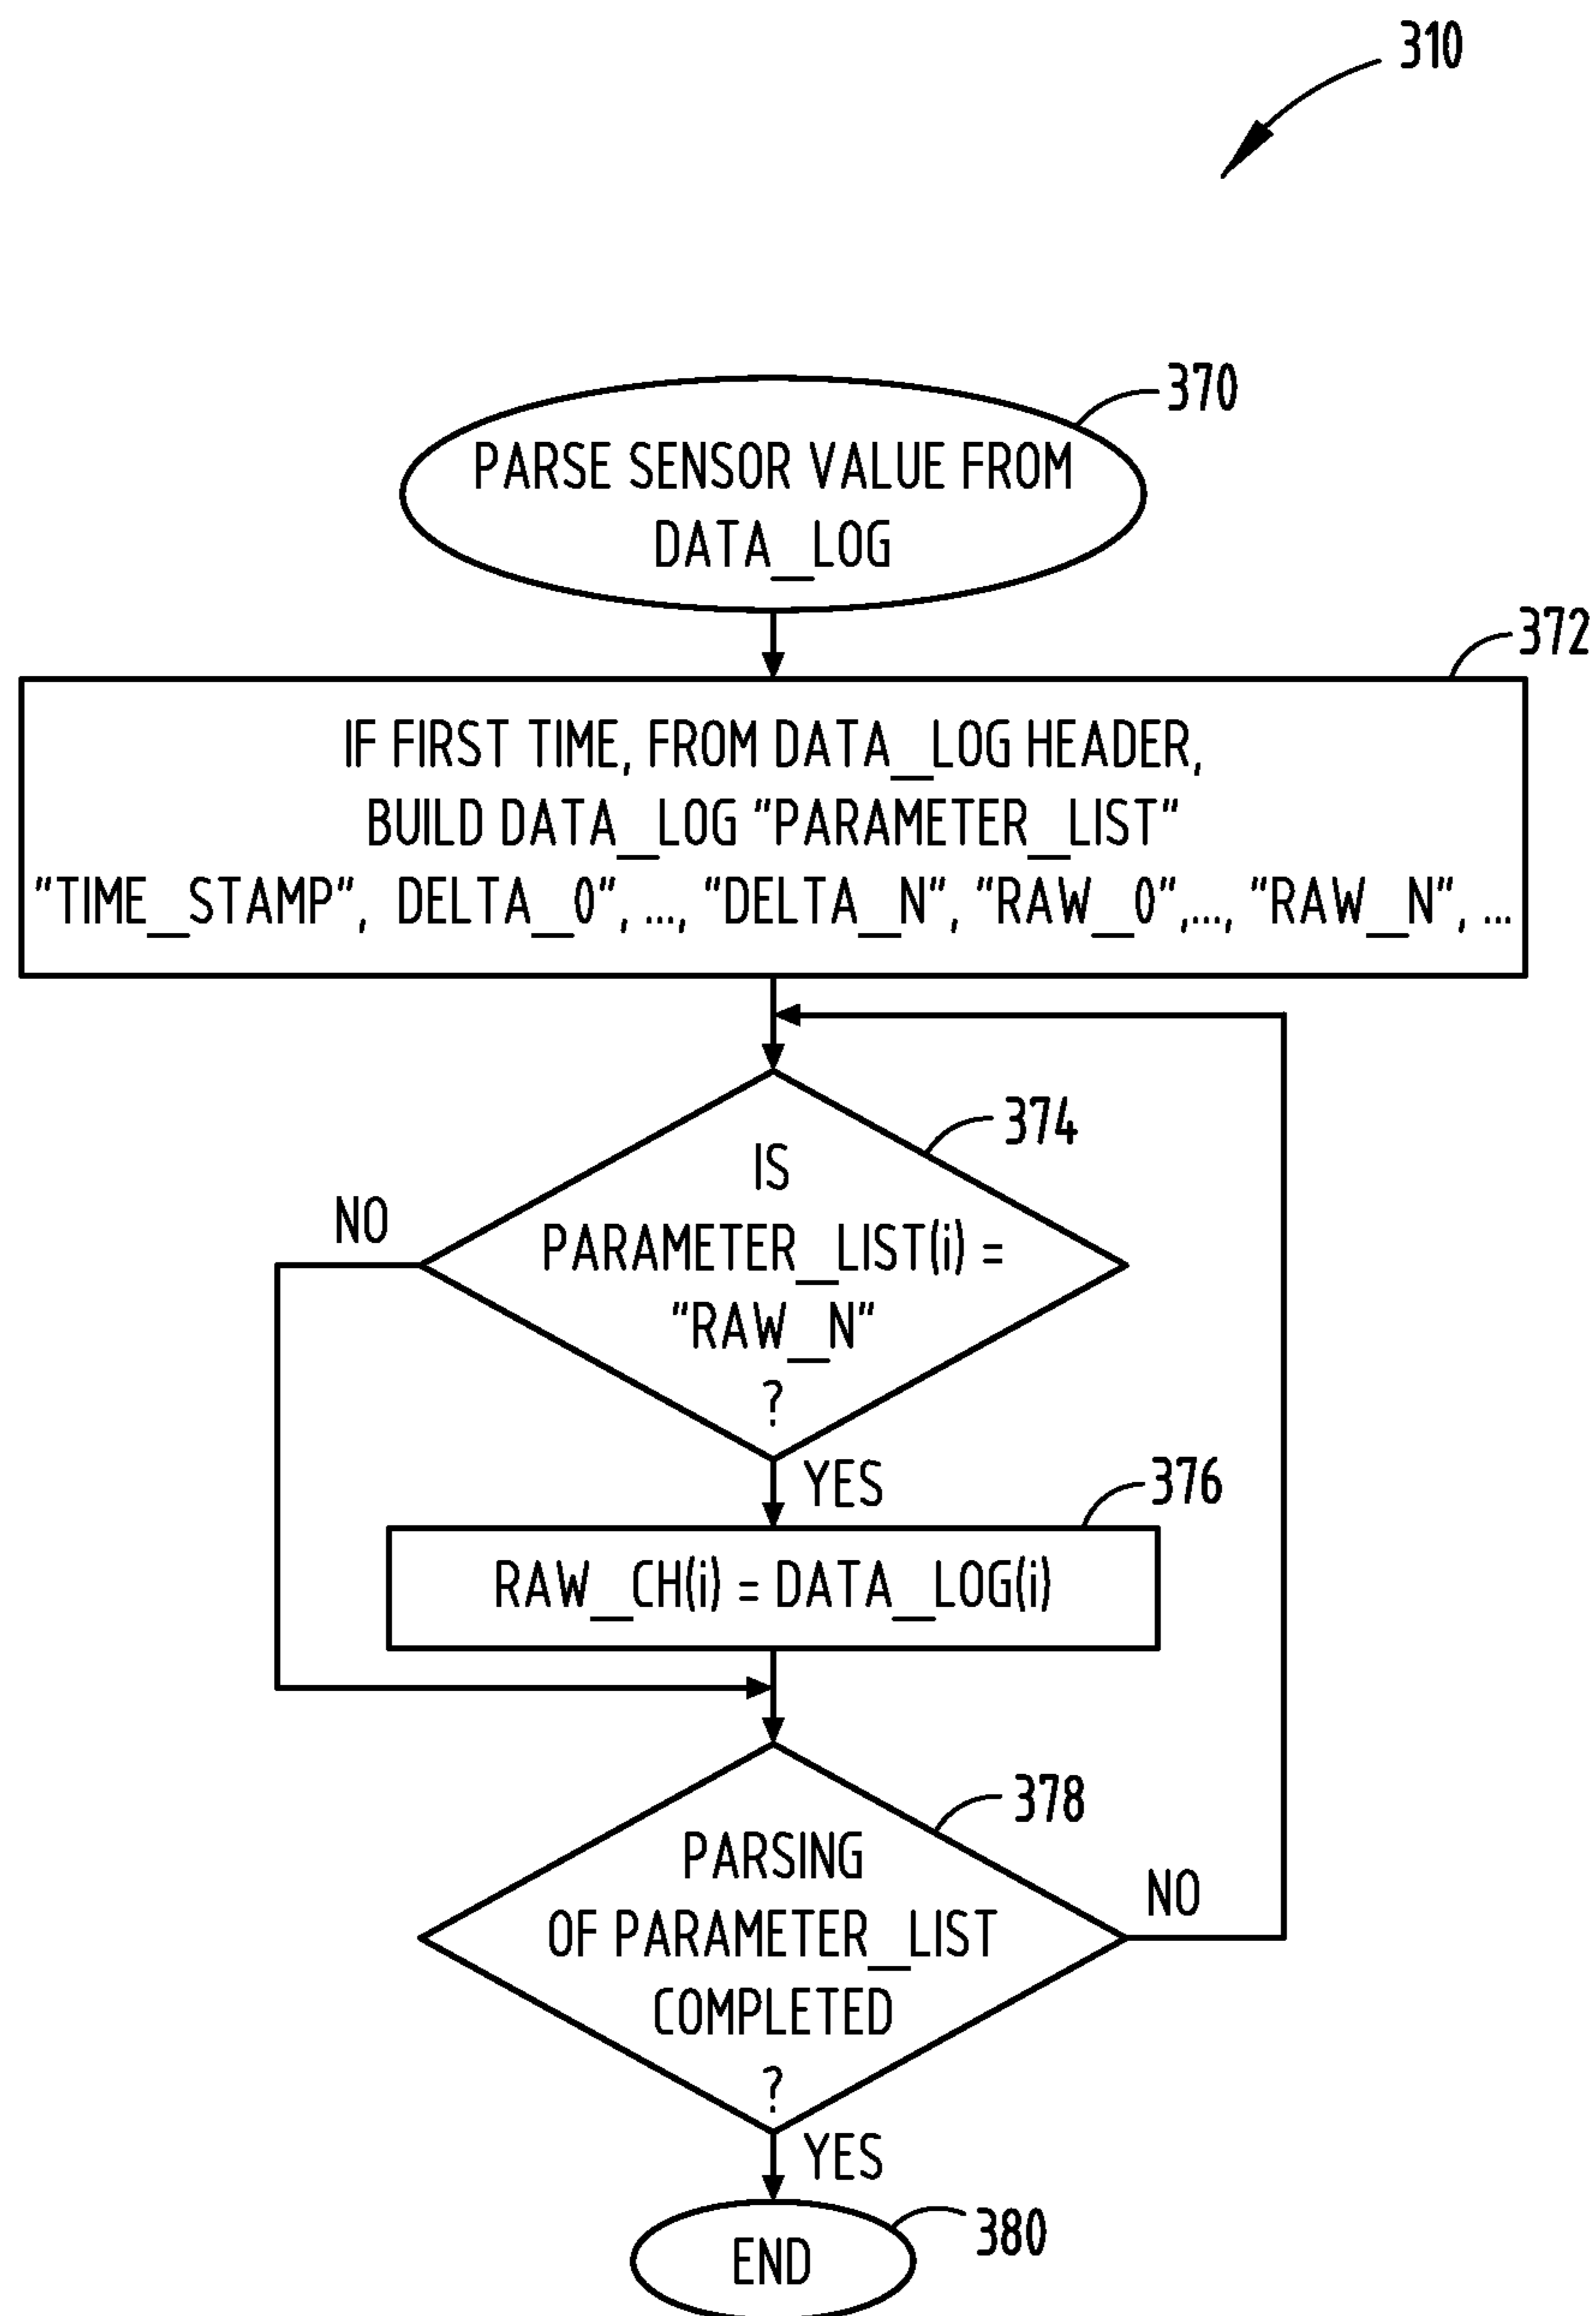 310
370
PARSE SENSOR VALUE FROM
DATA_LOG
372
IF FIRST TIME, FROM DATA_LOG HEADER,
BUILD DATA_LOG "PARAMETER_LIST"
"TIME_STAMP", DELTA_0", ..., "DELTA_N", "RAW_0",..., "RAW_N", ...
374
IS
NO
PARAMETER_LIST(i) =
"RAW_N"
?
YES
376
RAW_CH(i) = DATA_LOG(i)
378
PARSING
NO
OF PARAMETER_LIST
COMPLETED
?
YES
380
END